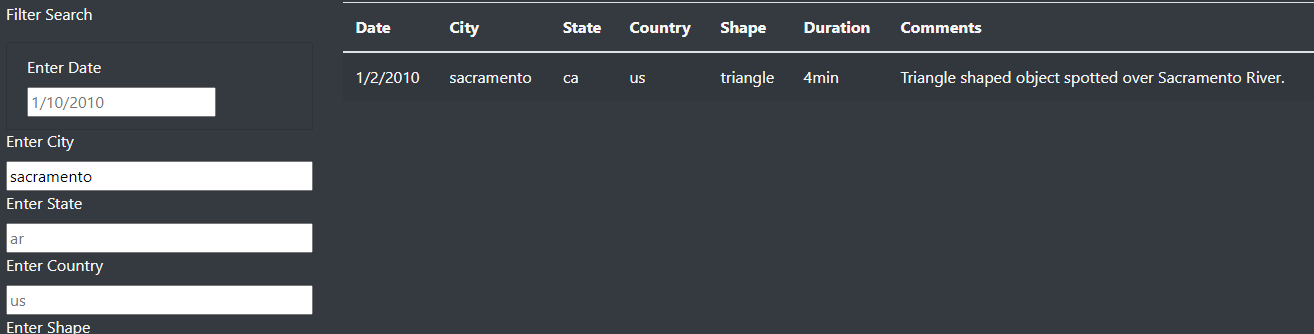 Filter Search
Enter Date
1/10/2010
Enter City
sacramento
Enter State
ar
Enter Country
us
Enter Shape
Date City State Country Shape Duration Comments
1/2/2010 sacramento ca us triangle 4min Triangle shaped object spotted over Sacramento River.